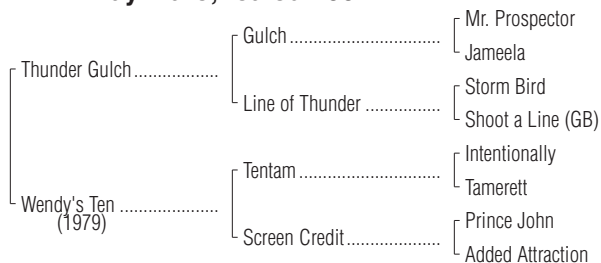 Mr. Prospector
Gulch
Jameela
Thunder Gulch
Storm Bird
Line of Thunder
Shoot a Line (GB)
Intentionally
Tentam
Tamerett
Wendy's Ten
(1979)
Prince John
Screen Credit
Added Attraction